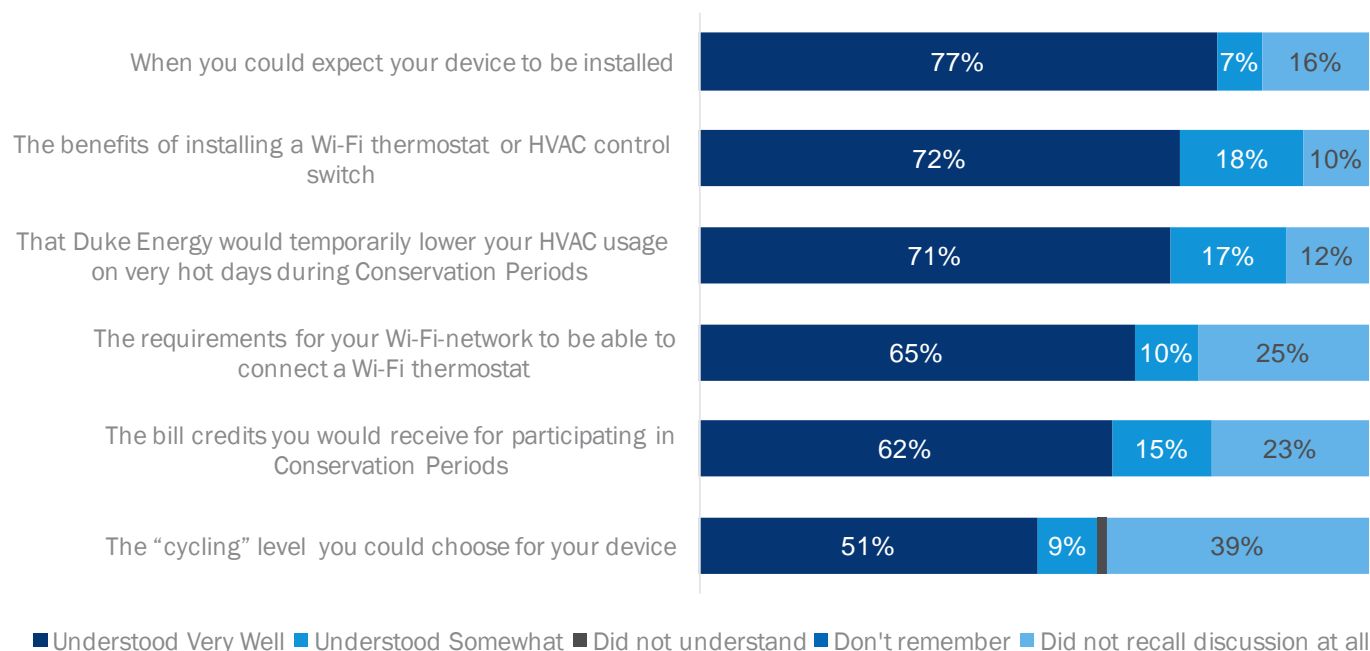 When you could expect your device to be installed
77% 7% 16%
The benefits of installing a Wi-Fi thermostat or HVAC control
switch
72% 18% 10%
That Duke Energy would temporarily lower your HVAC usage
on very hot days during Conservation Periods
71% 17% 12%
The requirements for your Wi-Fi-network to be able to
connect a Wi-Fi thermostat
65% 10% 25%
The bill credits you would receive for participating in
Conservation Periods
62% 15% 23%
The “cycling” level you could choose for your device
51% 9% 39%
Understood Very Well Understood Somewhat Did not understand Don't remember Did not recall discussion at all